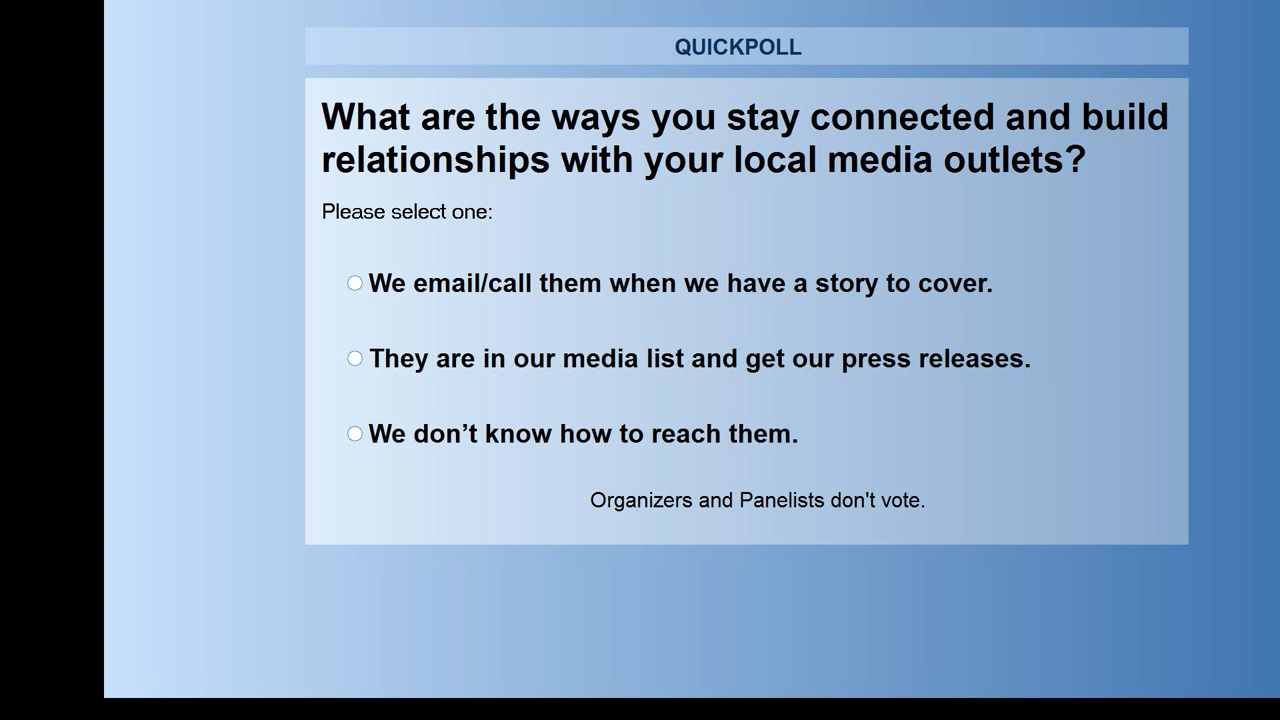 QUICKPOLL
What are the ways you stay connected and build
relationships with your local media outlets?
Please select one:
We email/call them when we have a story to cover.
They are in our media list and get our press releases.
We don’t know how to reach them.
Organizers and Panelists don't vote.